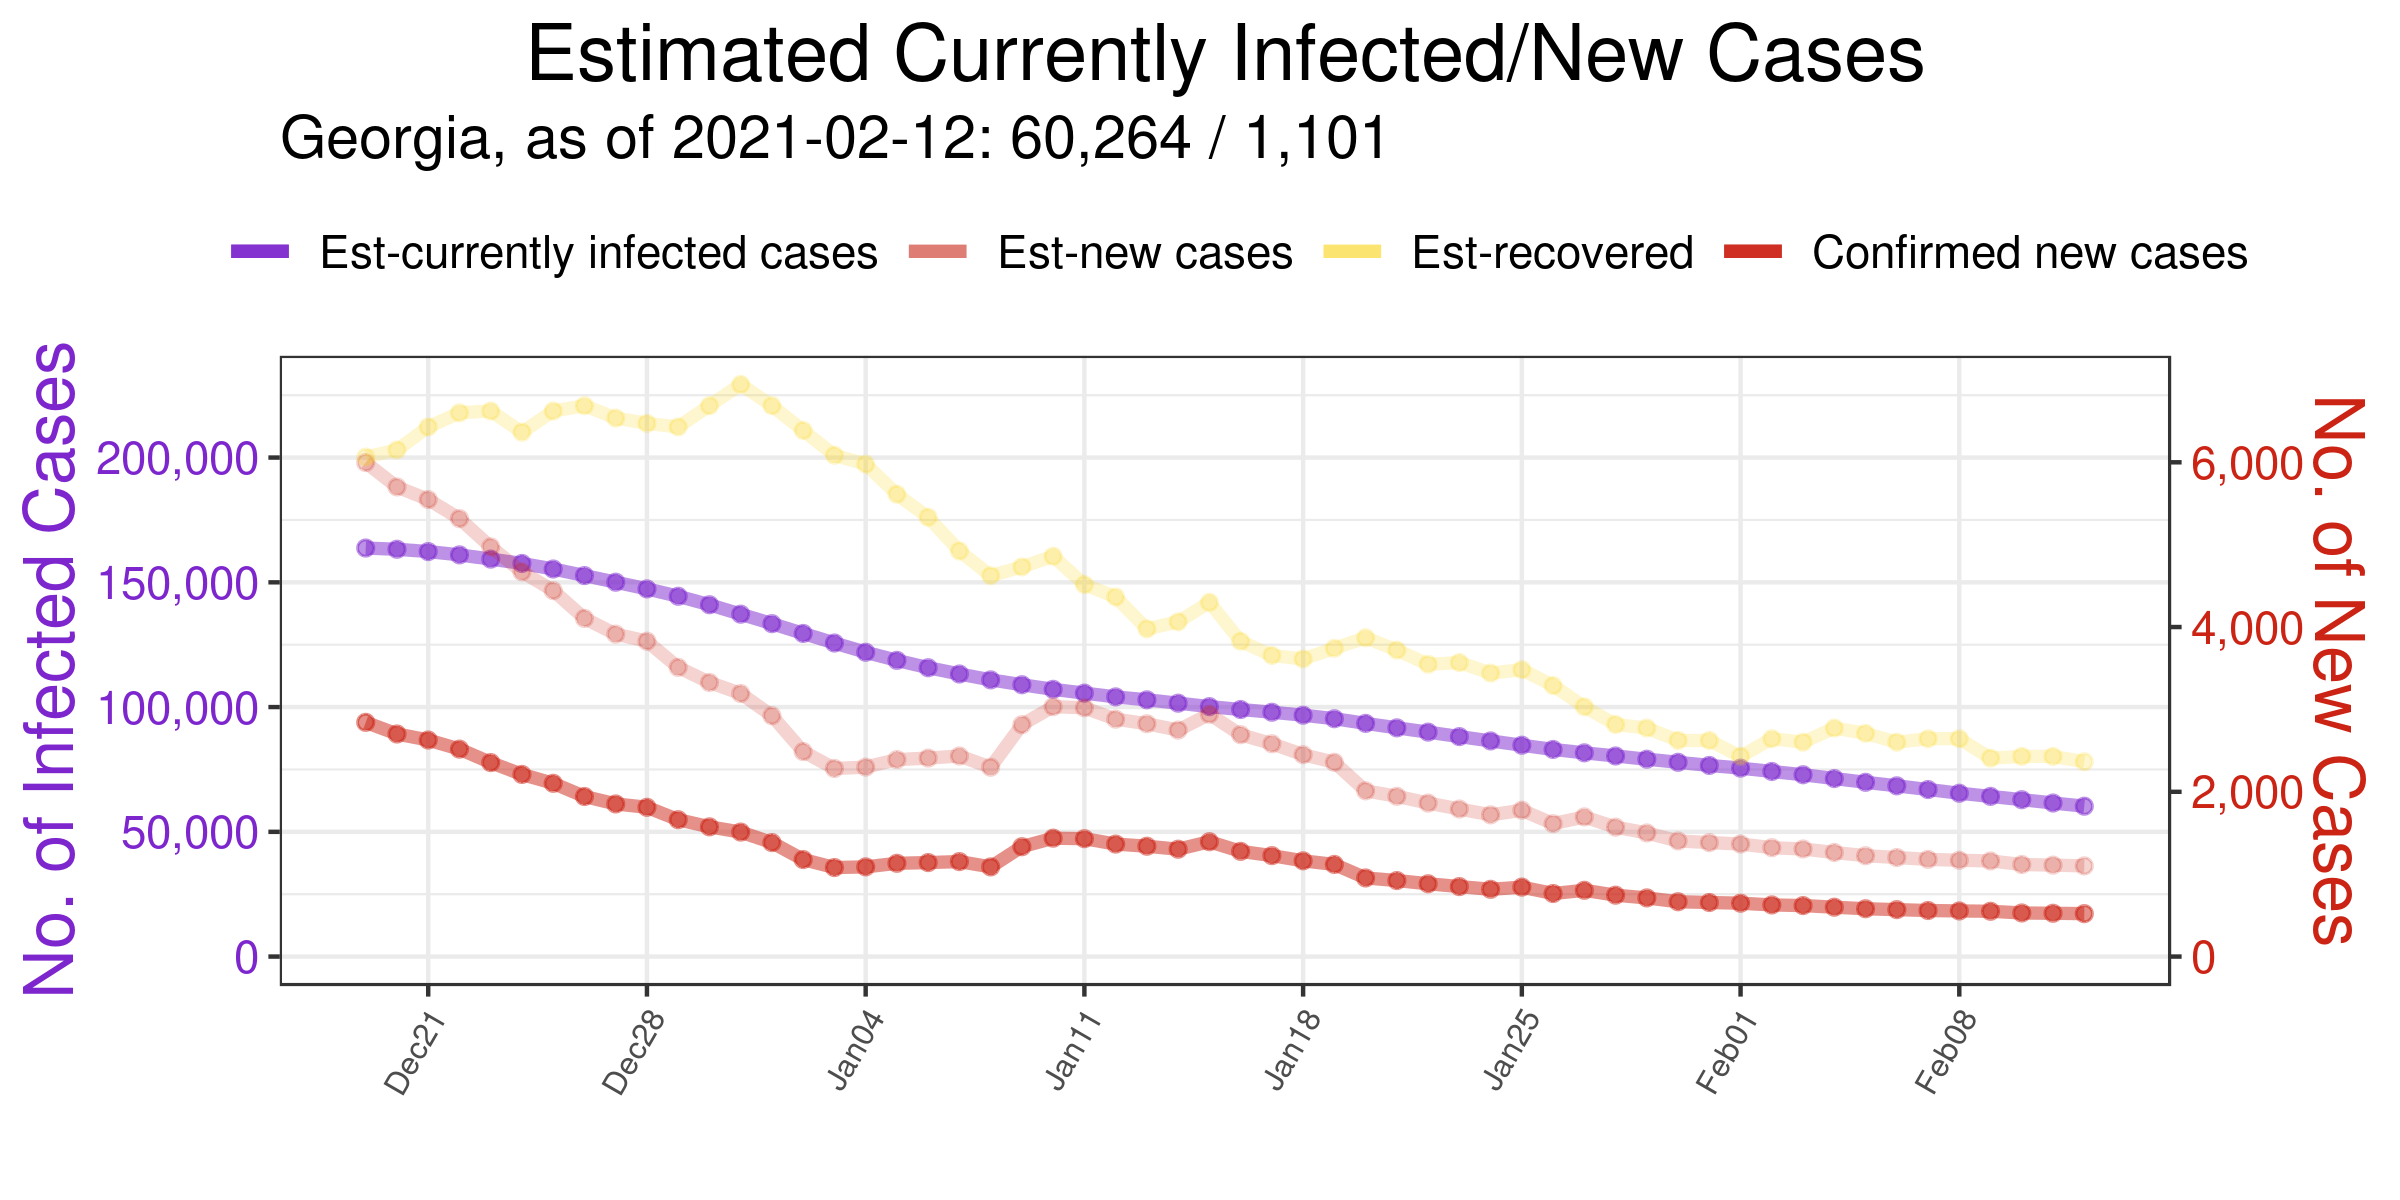 Estimated Currently Infected/New Cases
Georgia, as of 2021-02-12: 60,264 / 1,101
Est-currently infected cases Est-new cases Est-recovered Confirmed new cases
No. of Infected Cases
200,000
150,000
100,000
50,000
0
6,000
4,000
2,000
0
No. of New Cases
Dec21 Dec28 Jan04 Jan11 Jan18 Jan25 Feb01 Feb08